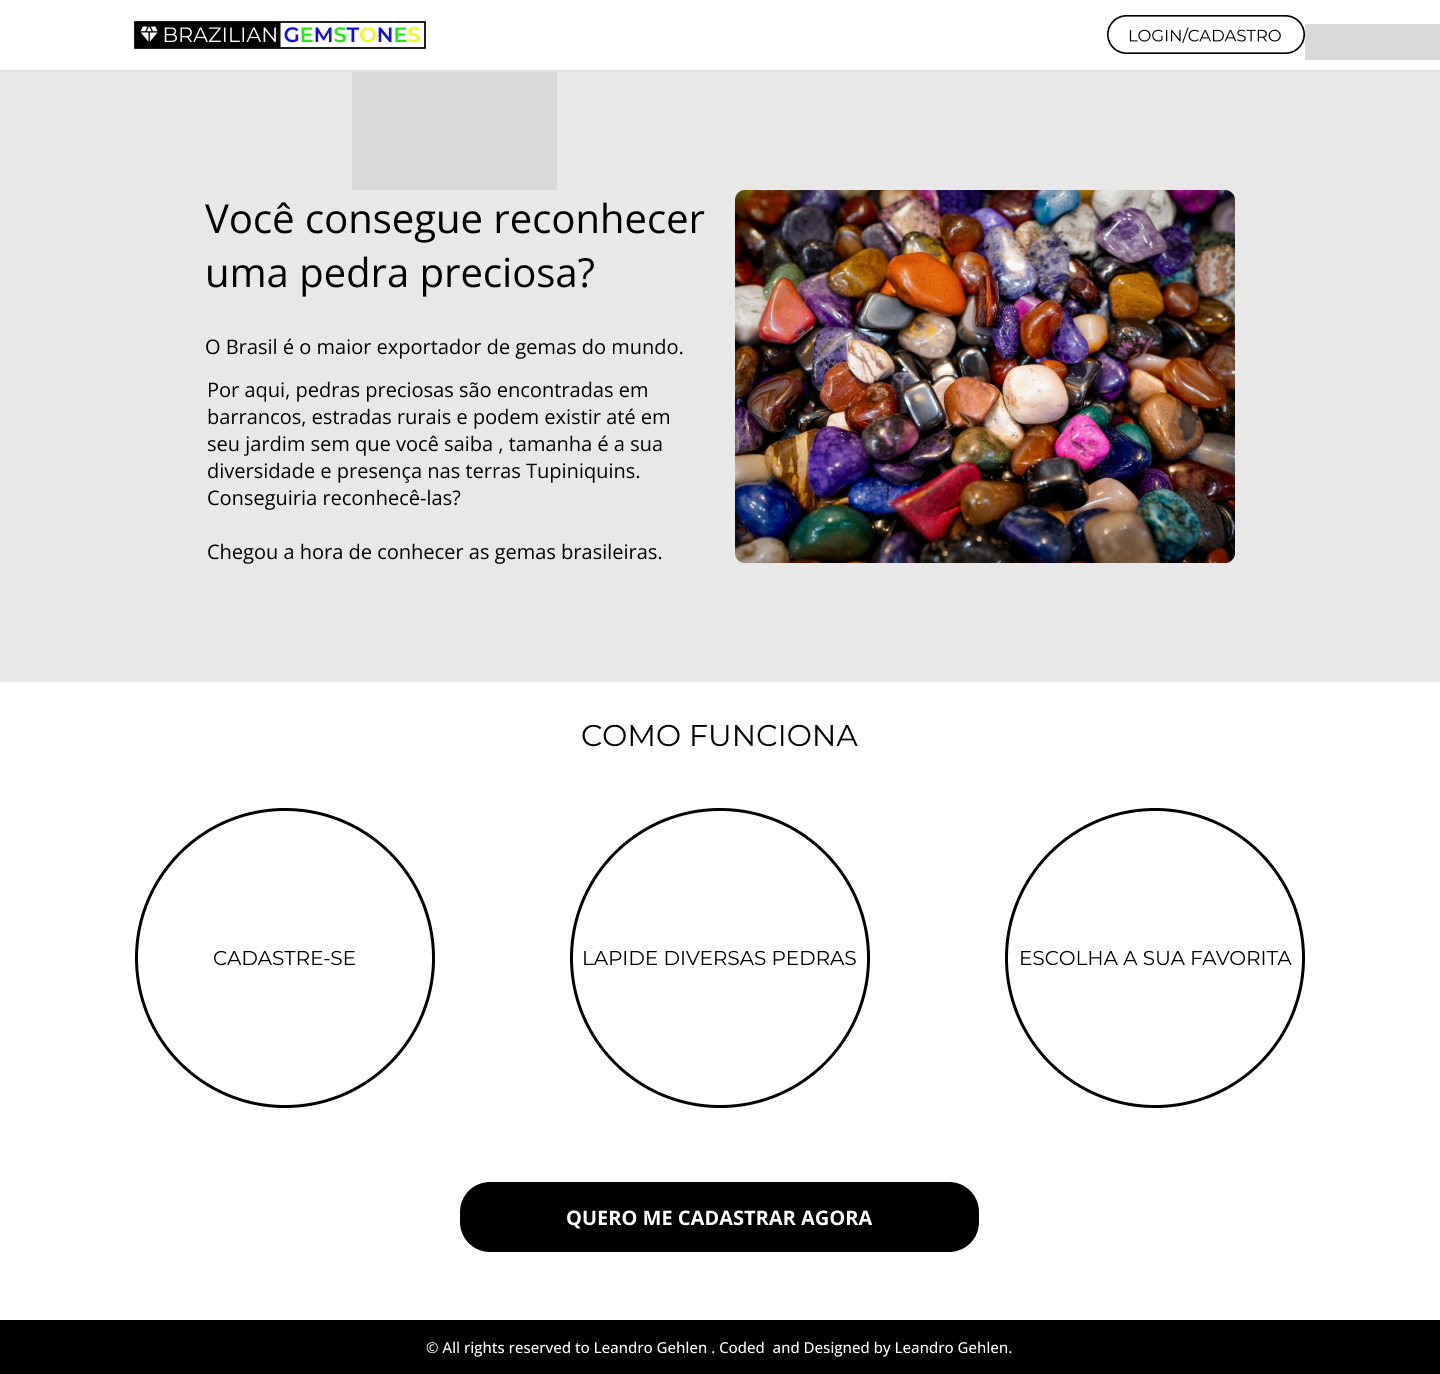 BRAZILIAN GEMSTONES
LOGIN/CADASTRO
Você consegue reconhecer
uma pedra preciosa?
O Brasil é o maior exportador de gemas do mundo.
Por aqui, pedras preciosas são encontradas em
barrancos, estradas rurais e podem existir até em
seu jardim sem que você saiba , tamanha é a sua
diversidade e presença nas terras Tupiniquins.
Conseguiria reconhecê-las?
Chegou a hora de conhecer as gemas brasileiras.
COMO FUNCIONA
CADASTRE-SE
LAPIDE DIVERSAS PEDRAS
ESCOLHA A SUA FAVORITA
QUERO ME CADASTRAR AGORA
© All rights reserved to Leandro Gehlen . Coded  and Designed by Leandro Gehlen.